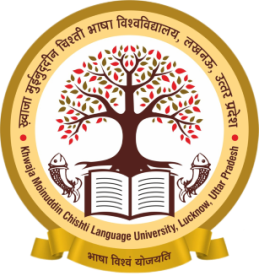 ख़्वाजा मुईनुद्दीन चिश्ती भाषा विश्वविद्यालय, लखनऊ, उत्तर प्रदेश
Khwaja Moinuddin Chishti Language University, Lucknow, Uttar Pradesh
भाषा विश्वं योजयति